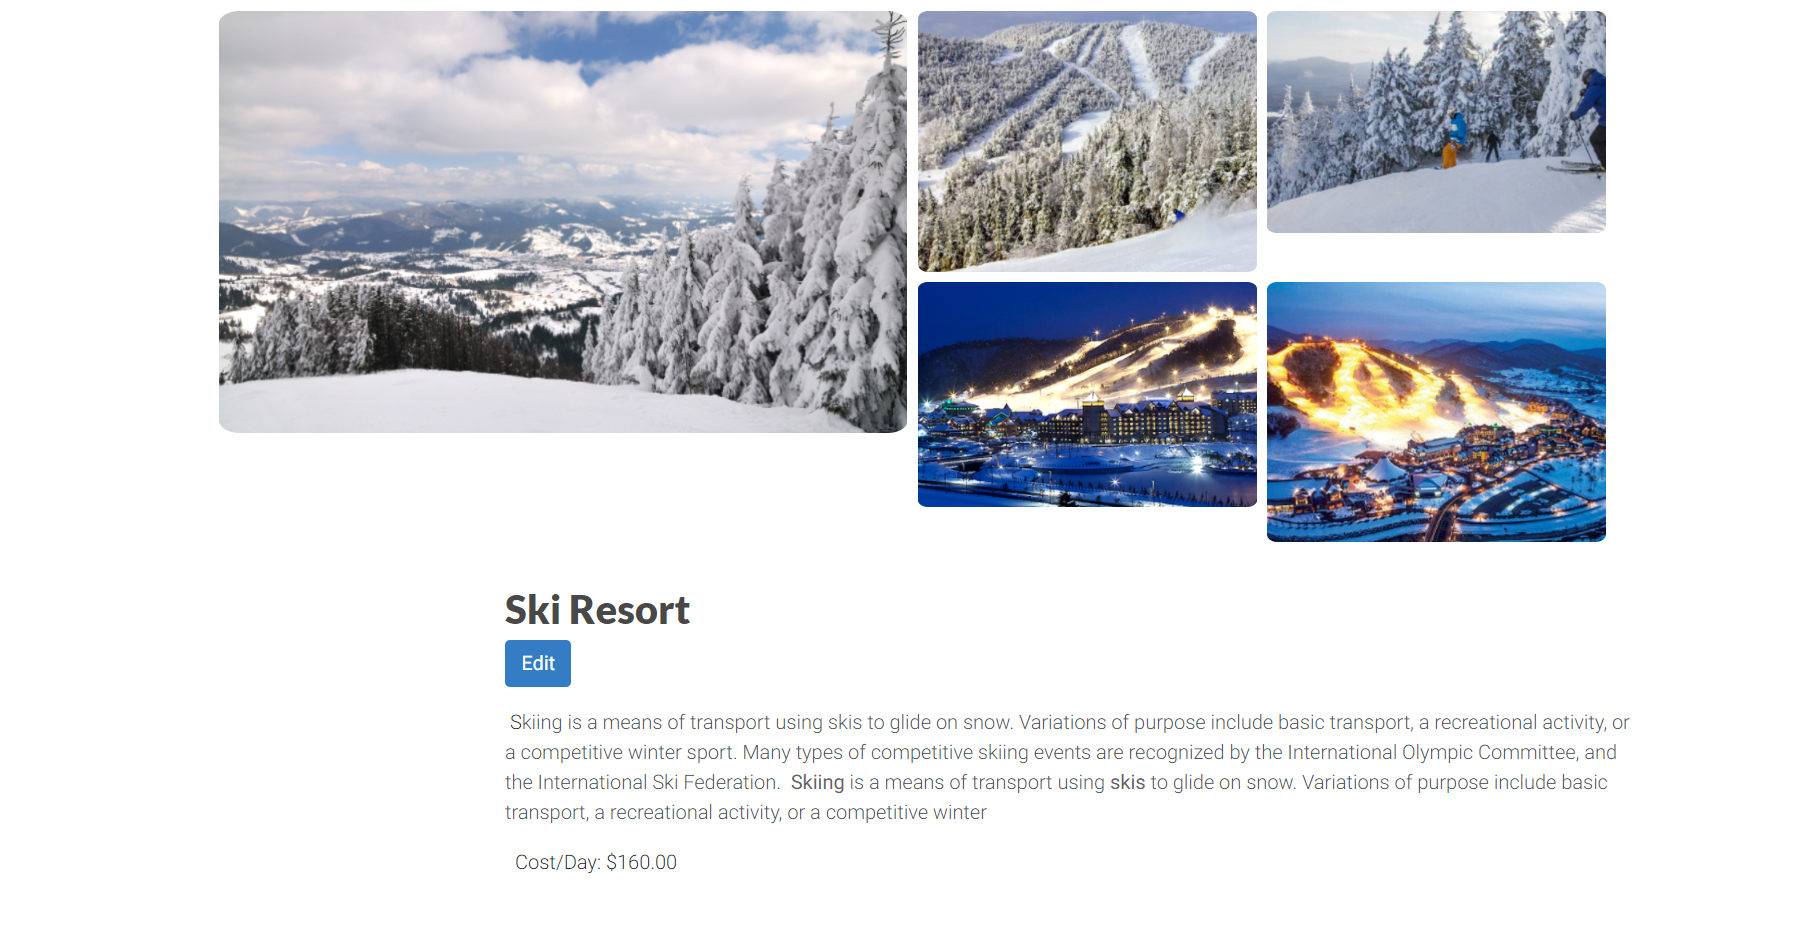 Ski Resort
Edit
Skiing is a means of transport using skis to glide on snow. Variations of purpose include basic transport, a recreational activity, or
a competitive winter sport. Many types of competitive skiing events are recognized by the International Olympic Committee, and
the International Ski Federation.  Skiing is a means of transport using skis to glide on snow. Variations of purpose include basic
transport, a recreational activity, or a competitive winter
Cost/Day: $160.00